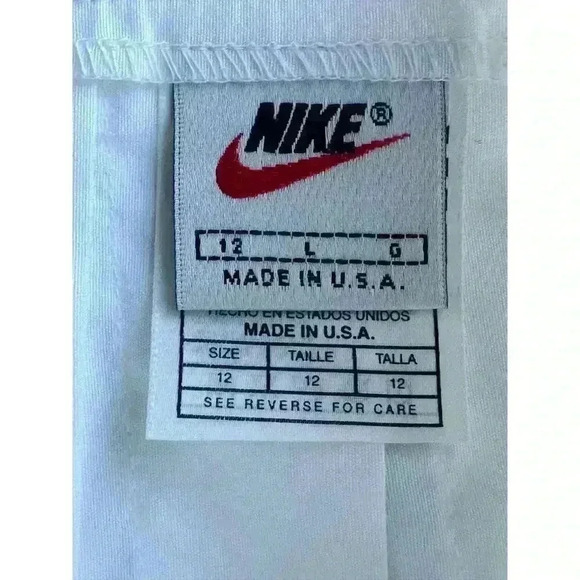 NIKE®
12 L G
MADE IN U.S.A.
HECHO EN ESTADOS UNIDOS
MADE IN U.S.A.
SIZE TAILLE TALLA
12 12 12
SEE REVERSE FOR CARE